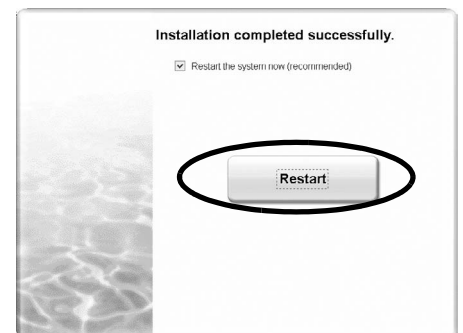 Installation completed successfully.
Restart the system now (recommended)
Restart